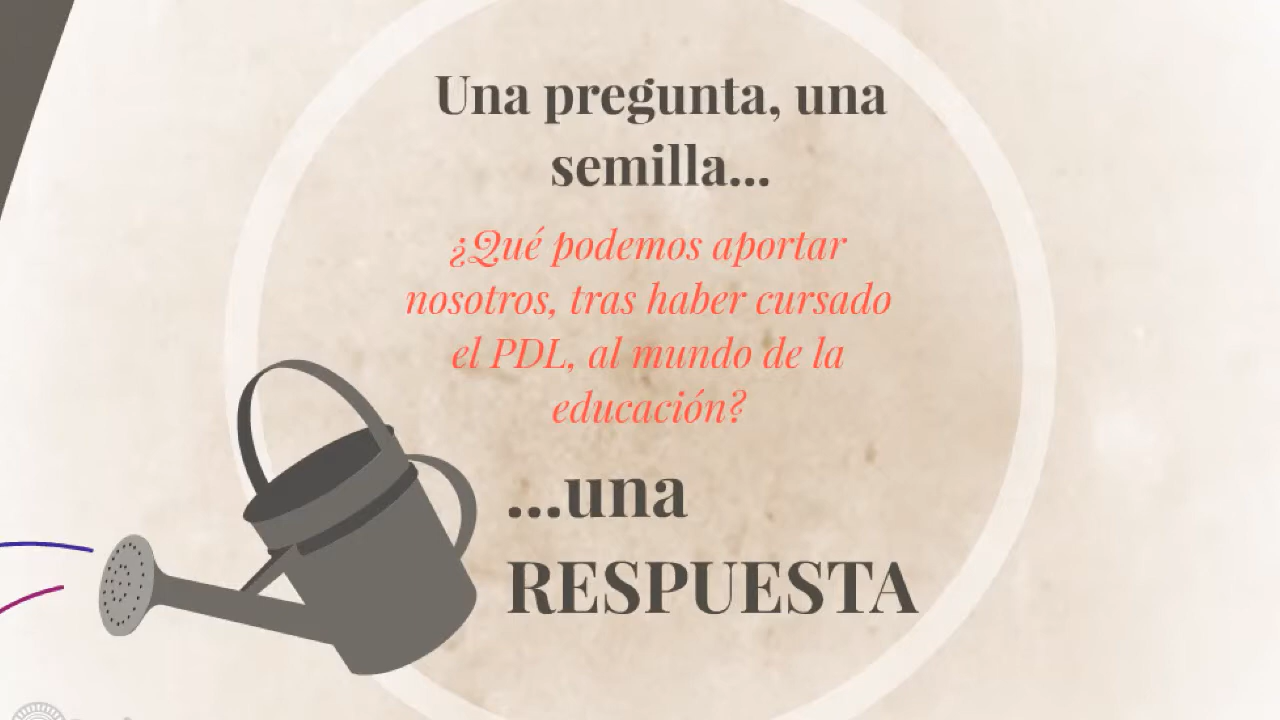 Una pregunta, una
semilla...
¿Qué podemos aportar
nosotros, tras haber cursado
el PDL, al mundo de la
educación?
...una
RESPUESTA